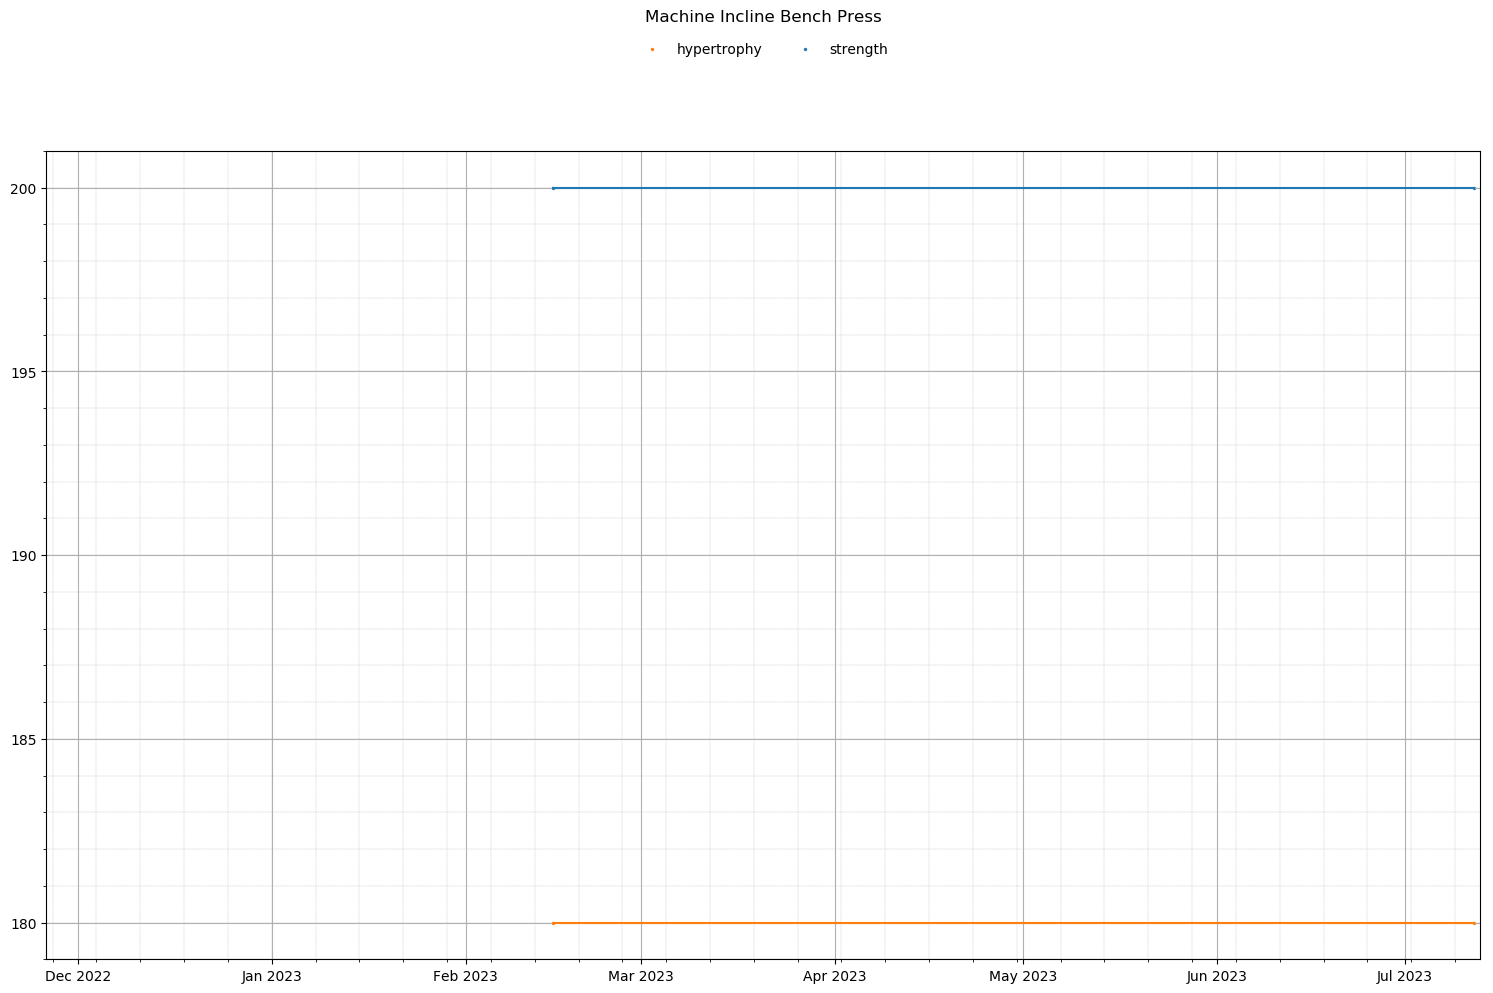 Machine Incline Bench Press
hypertrophy strength
200
195
190
185
180
Dec 2022 Jan 2023 Feb 2023 Mar 2023 Apr 2023 May 2023 Jun 2023 Jul 2023